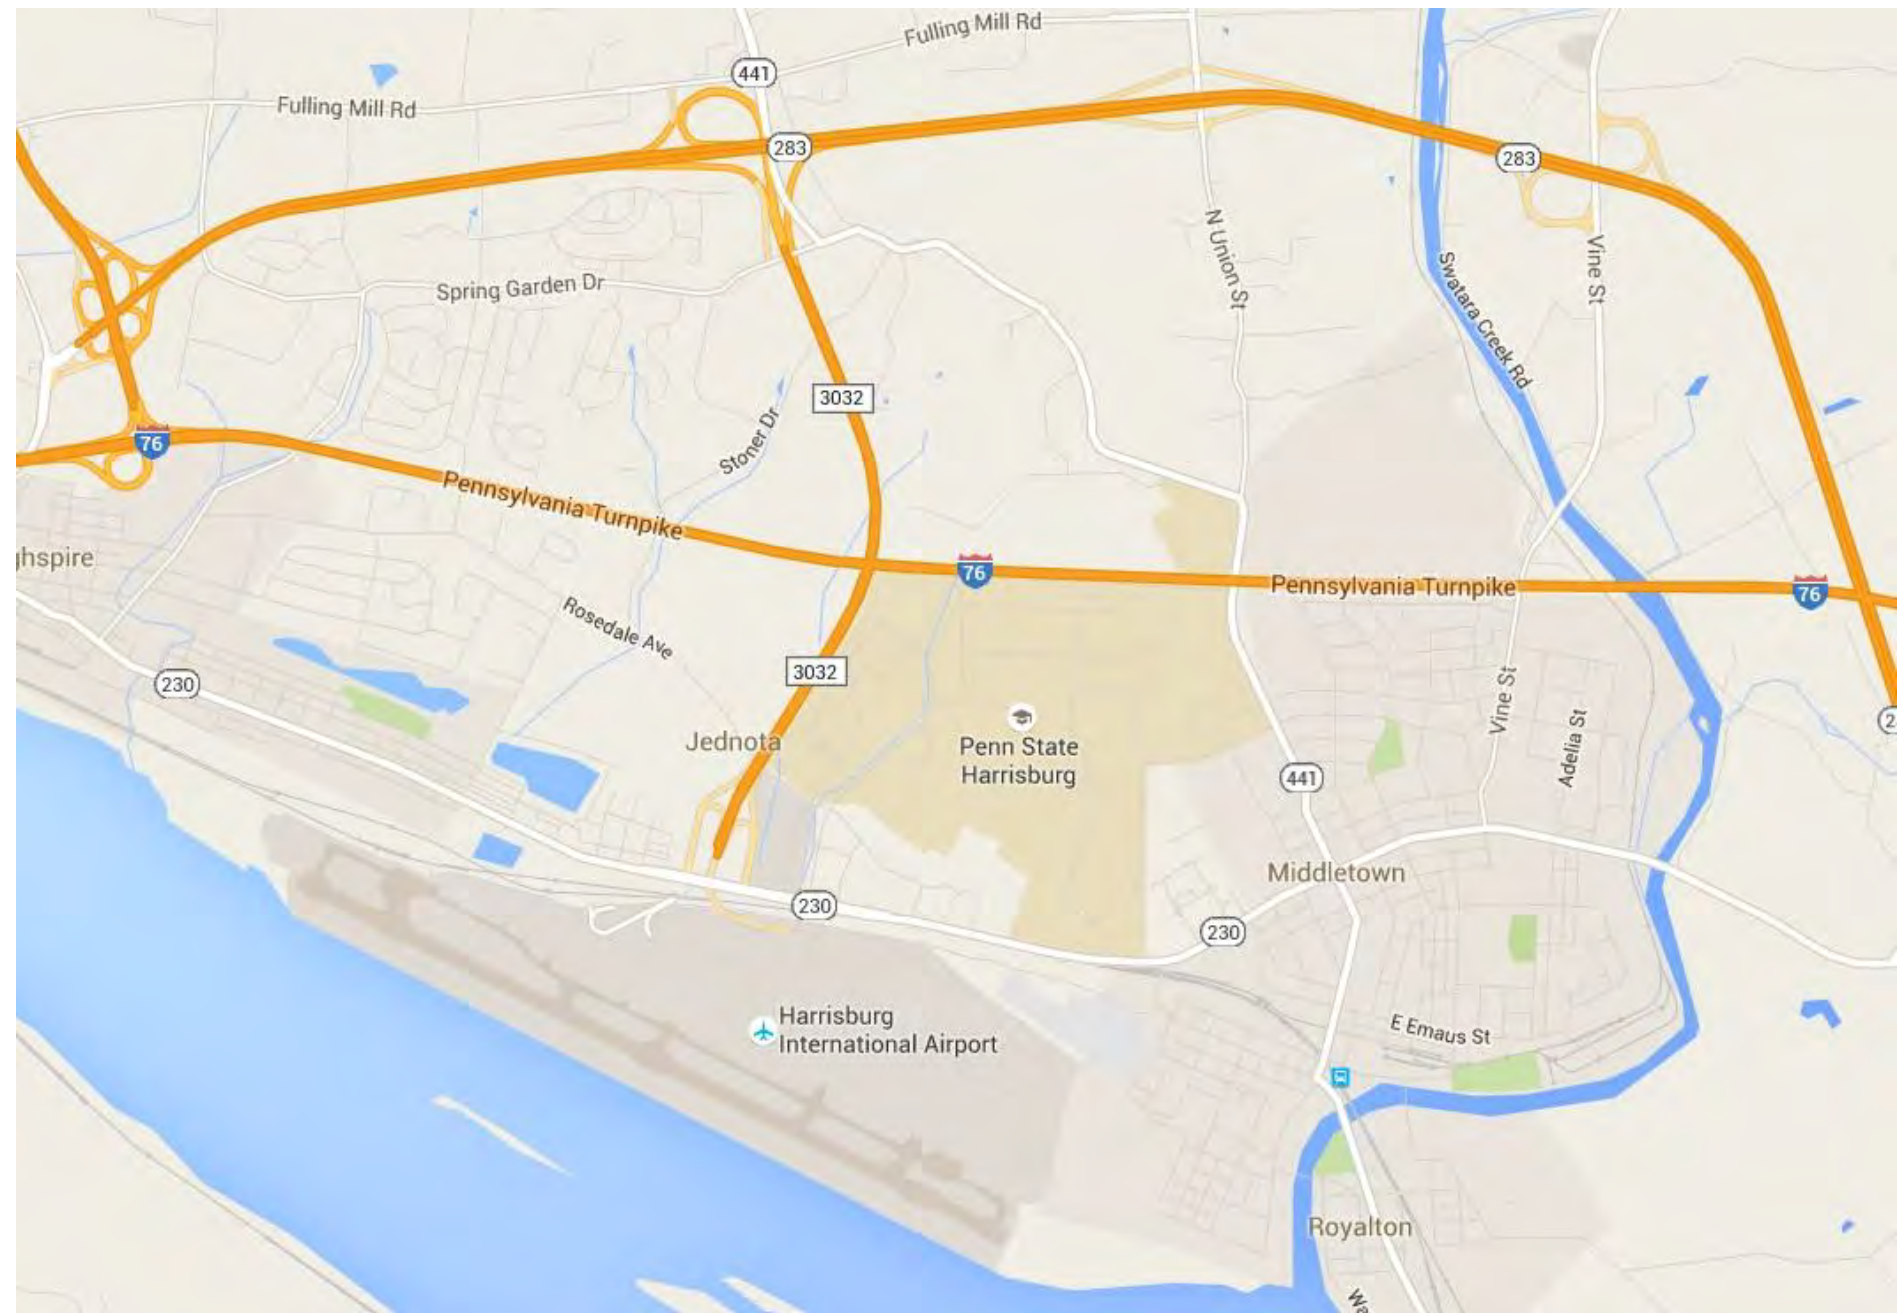 Fulling Mill Rd
441
Fulling Mill Rd
283
283
N Union St
Vine St
Swatara Creek Rd
Spring Garden Dr
3032
Stoner Dr
76
Pennsylvania Turnpike
ghspire
76
Pennsylvania Turnpike
76
Rosedale Ave
3032
230
Vine St
Adelia St
Jednota
Penn State
Harrisburg
441
Middletown
230
230
Harrisburg
International Airport
E Emaus St
Royalton